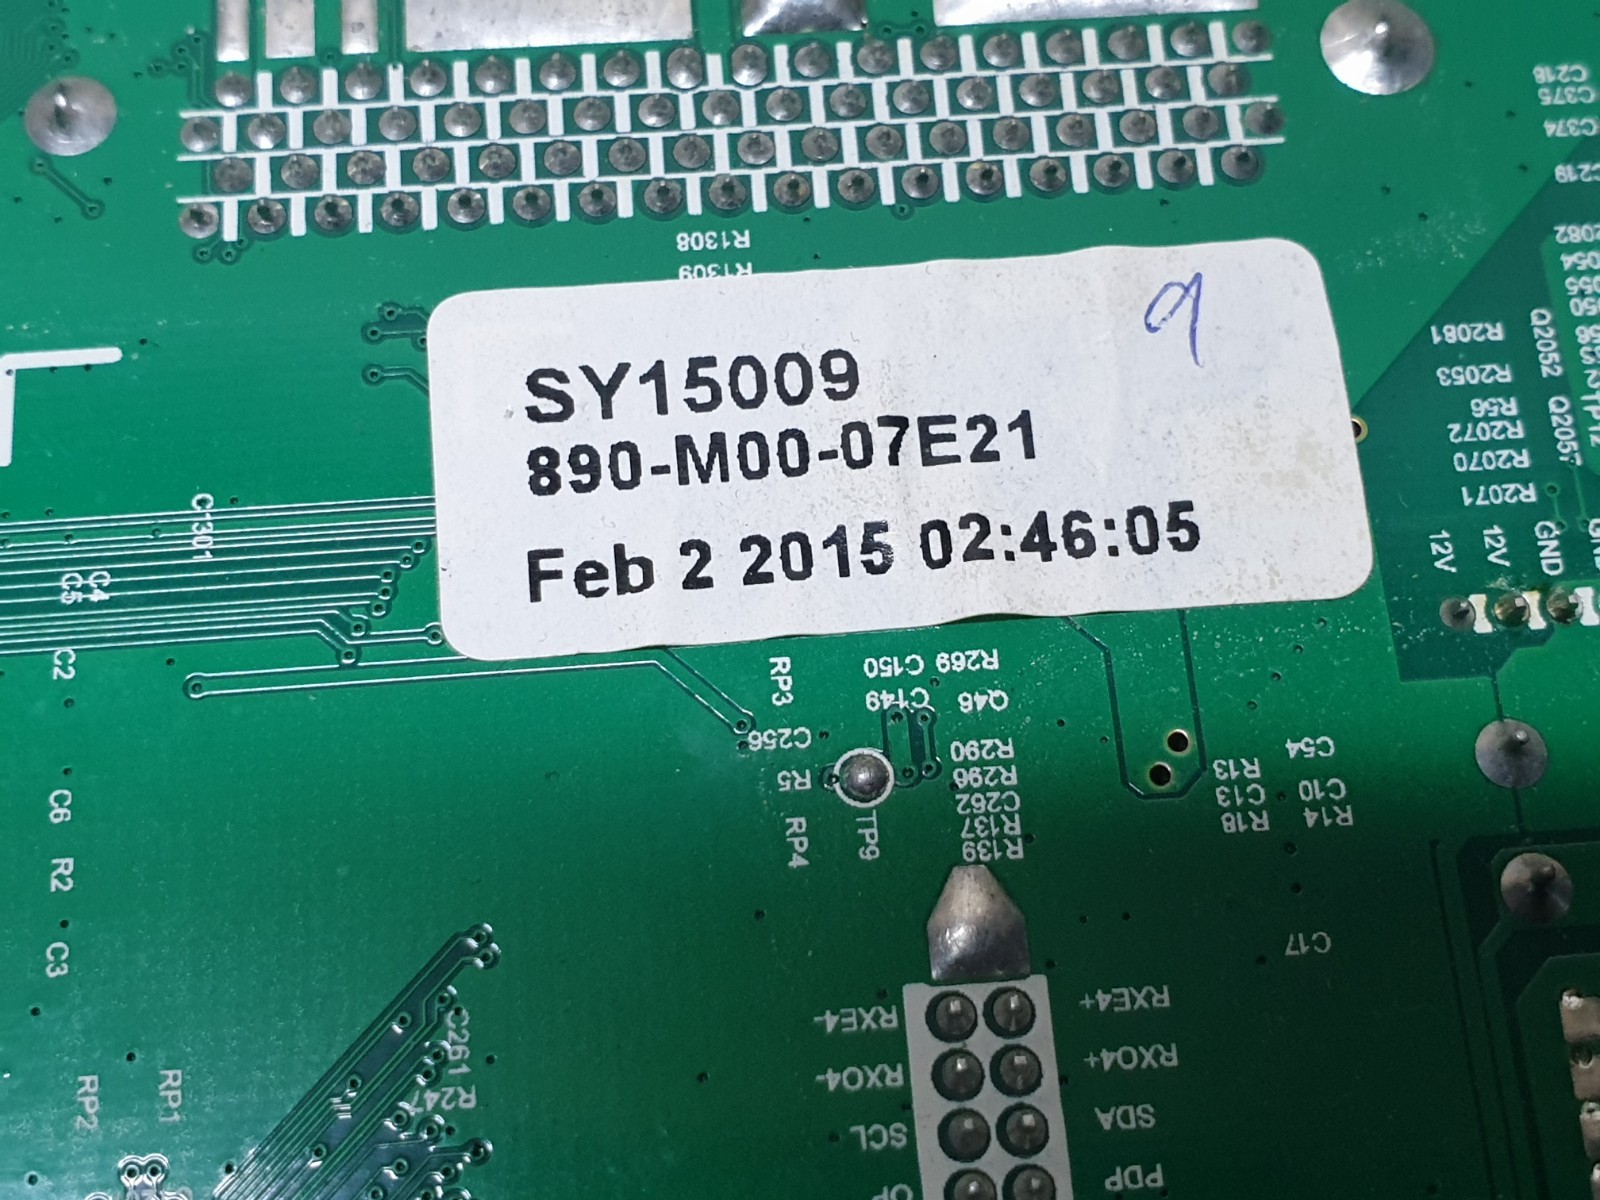 C218
C375
C374
C219
R1308
R1309
SY15009
890-M00-07E21
Feb 2 2015 02:46:05
R2081
R2053
R56
R2072
R2070
R2071
Q2052
Q2057
TP12
12V
12V
GND
C1301
C4
C5
C2
C6
R2
C3
RP3
C150
R269
C149
Q46
C256
R290
R5
R296
C262
R137
R139
RP4
TP9
C54
R13
C10
C13
R14
R18
C17
RXE4-
RXE4+
RXO4-
RXO4+
SCL
SDA
PDP
C261
R247
RP2
RP1